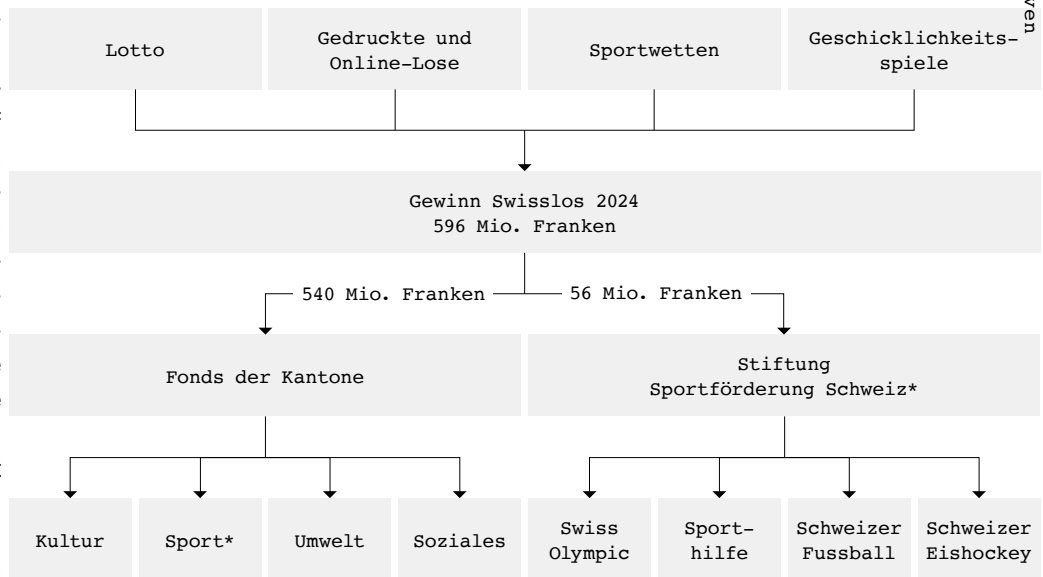 Lotto
Gedruckte und
Online-Lose
Sportwetten
Geschicklichkeits-
spiele
Gewinn Swisslos 2024
596 Mio. Franken
540 Mio. Franken
56 Mio. Franken
Fonds der Kantone
Stiftung
Sportförderung Schweiz*
Kultur
Sport*
Umwelt
Soziales
Swiss
Olympic
Sport-
hilfe
Schweizer
Fussball
Schweizer
Eishockey